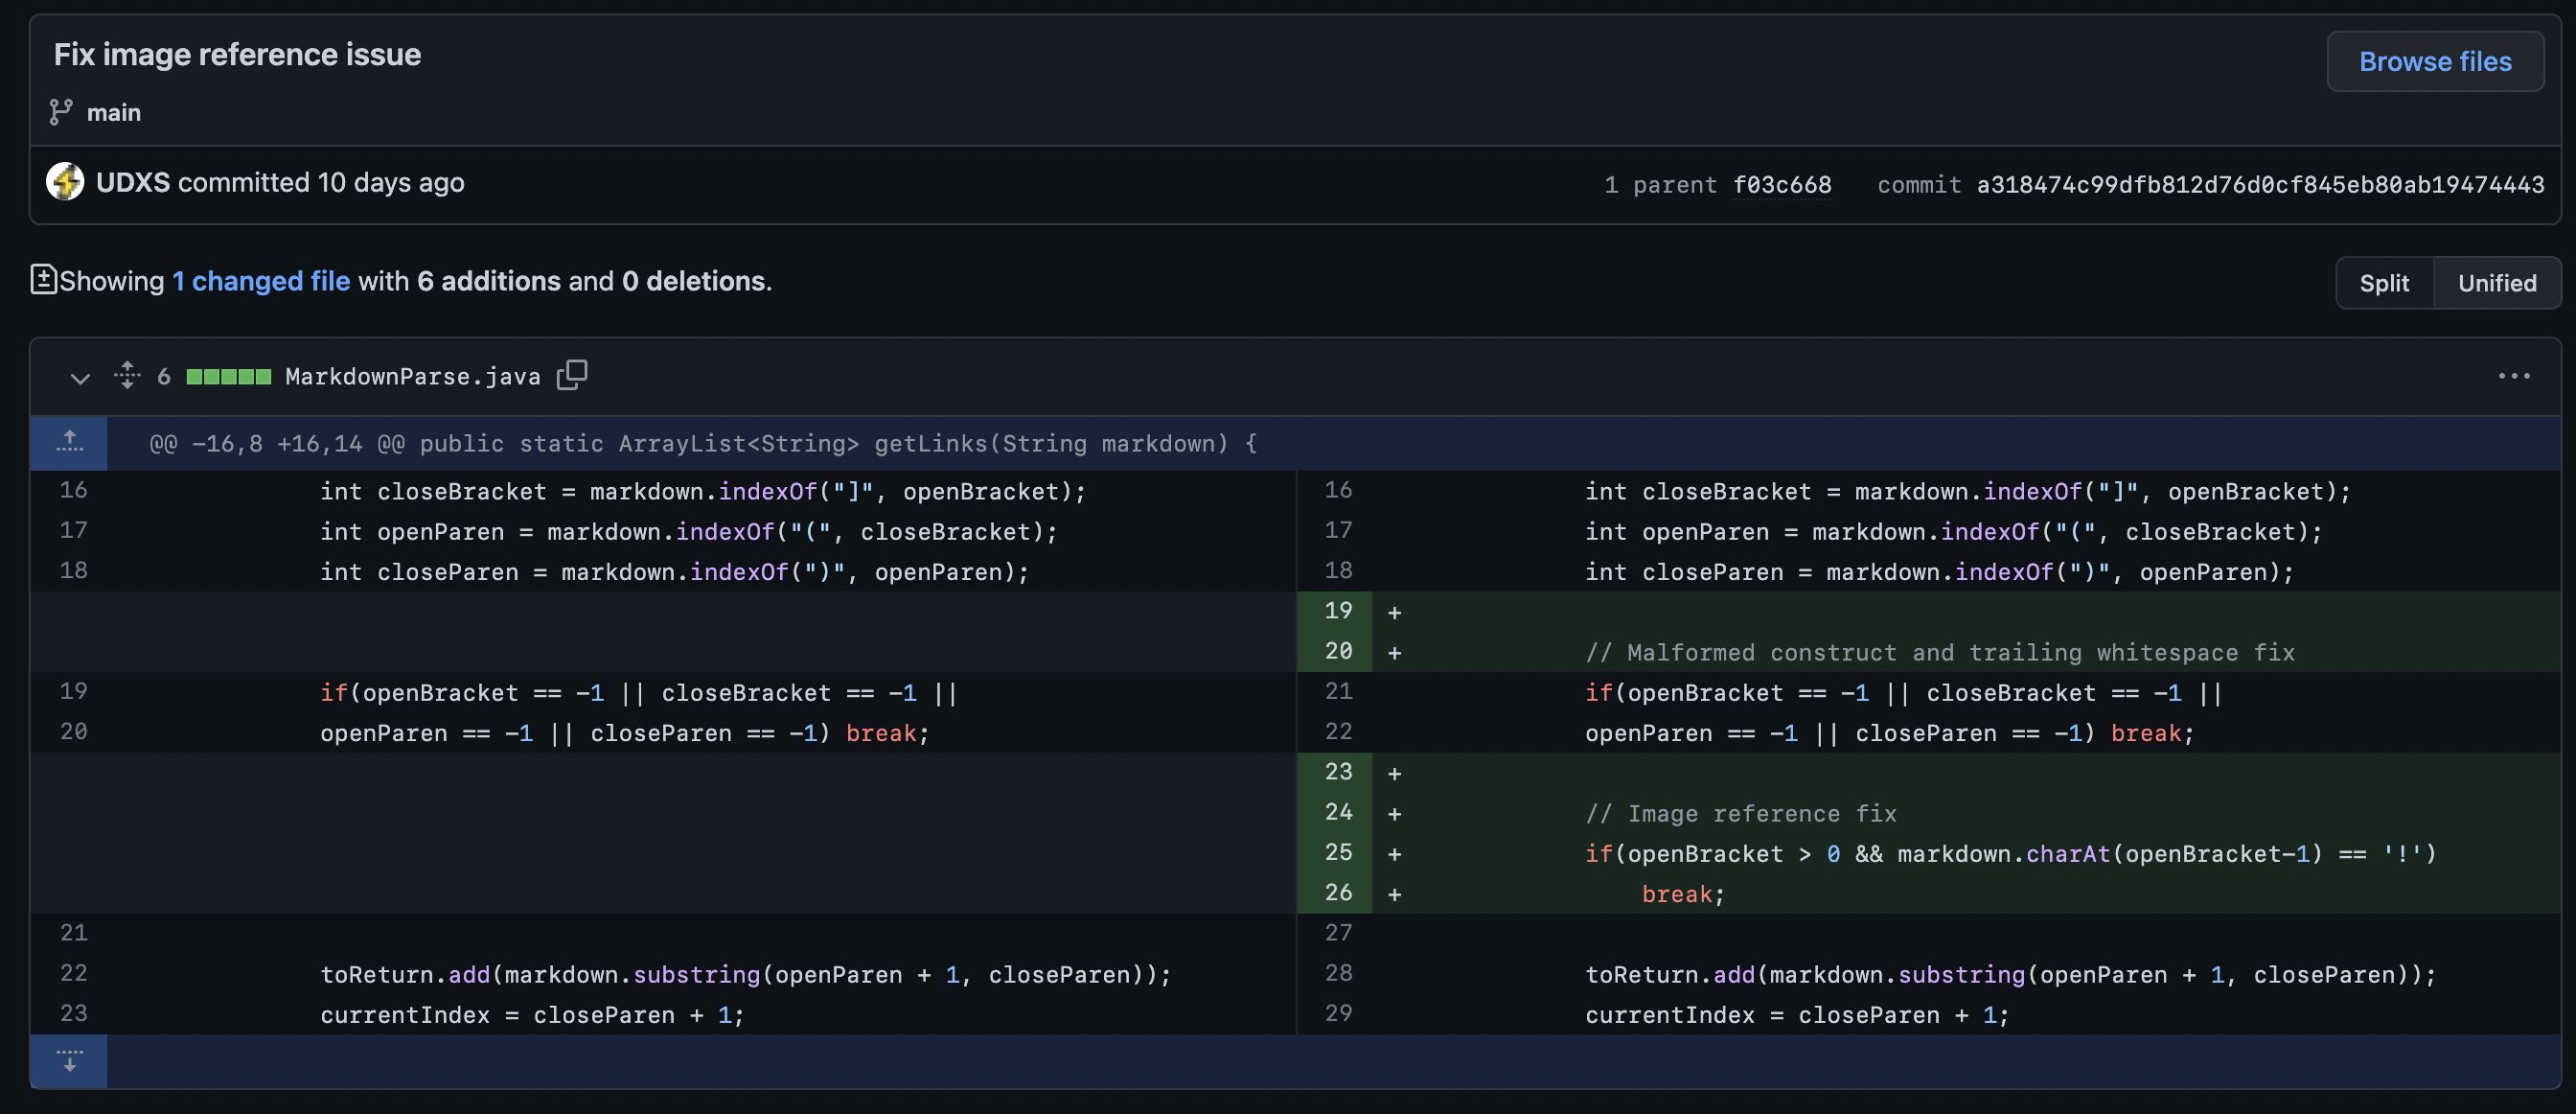 Fix image reference issue
Browse files
main
UDXS committed 10 days ago
1 parent f03c668 commit a318474c99dfb812d76d0cf845eb80ab19474443
Showing 1 changed file with 6 additions and 0 deletions.
Split Unified
6 MarkdownParse.java
@@ -16,8 +16,14 @@ public static ArrayList<String> getLinks(String markdown) {
16 int closeBracket = markdown.indexOf("]", openBracket);
17 int openParen = markdown.indexOf("(", closeBracket);
18 int closeParen = markdown.indexOf(")", openParen);
19 if(openBracket == -1 || closeBracket == -1 ||
20 openParen == -1 || closeParen == -1) break;
21
22 toReturn.add(markdown.substring(openParen + 1, closeParen));
23 currentIndex = closeParen + 1;
16 int closeBracket = markdown.indexOf("]", openBracket);
17 int openParen = markdown.indexOf("(", closeBracket);
18 int closeParen = markdown.indexOf(")", openParen);
19 +
20 + // Malformed construct and trailing whitespace fix
21 if(openBracket == -1 || closeBracket == -1 ||
22 openParen == -1 || closeParen == -1) break;
23 +
24 + // Image reference fix
25 + if(openBracket > 0 && markdown.charAt(openBracket-1) == '!')
26 + break;
27
28 toReturn.add(markdown.substring(openParen + 1, closeParen));
29 currentIndex = closeParen + 1;